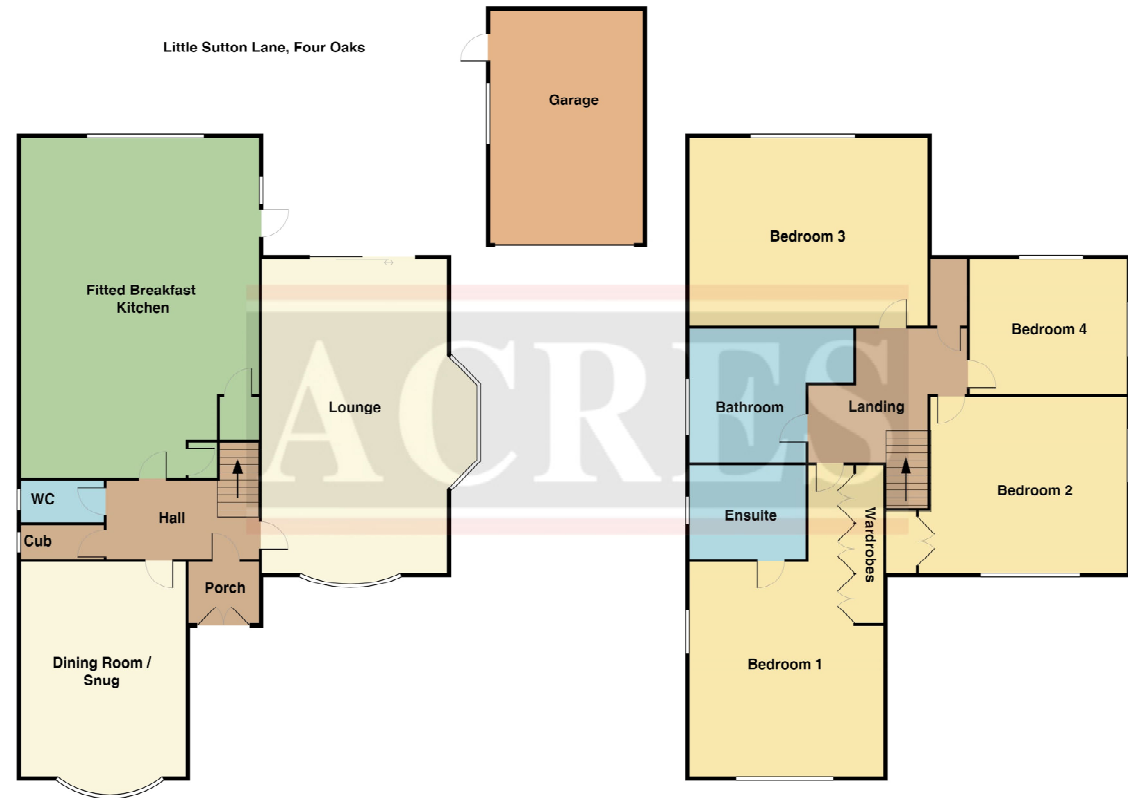 Little Sutton Lane, Four Oaks
Garage
Fitted Breakfast
Kitchen
Lounge
WC
Hall
Cub
Porch
Dining Room /
Snug
Bedroom 3
Bedroom 4
Bathroom
Landing
Bedroom 2
Ensuite
Wardrobes
Bedroom 1
ACRES